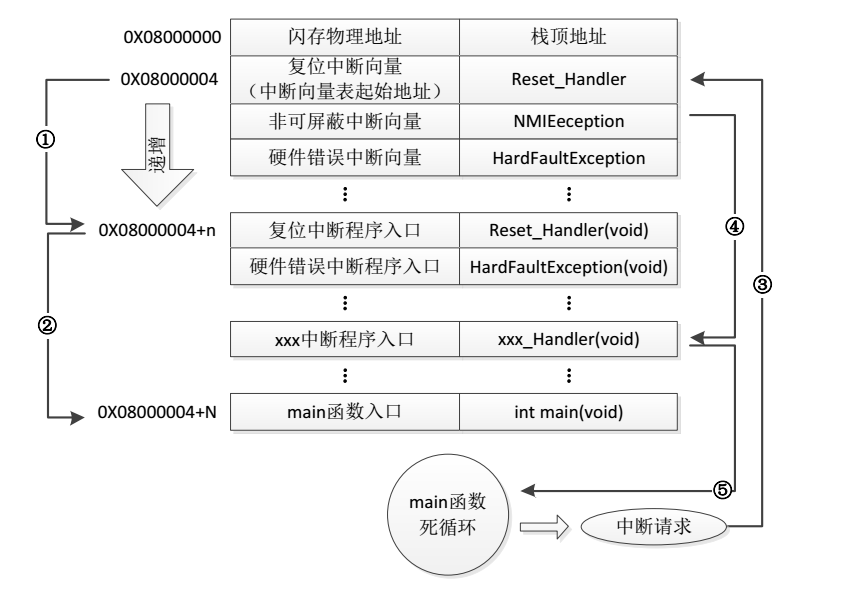 0X08000000 闪存物理地址 栈顶地址
0X08000004 复位中断向量 Reset_Handler
（中断向量表起始地址）
非可屏蔽中断向量 NMIEeception
①
递增
硬件错误中断向量 HardFaultException
⋮ ⋮
④
0X08000004+n 复位中断程序入口 Reset_Handler(void)
硬件错误中断程序入口 HardFaultException(void)
③
⋮ ⋮
②
xxx中断程序入口 xxx_Handler(void)
⋮ ⋮
0X08000004+N main函数入口 int main(void)
⑤
main函数
死循环
中断请求